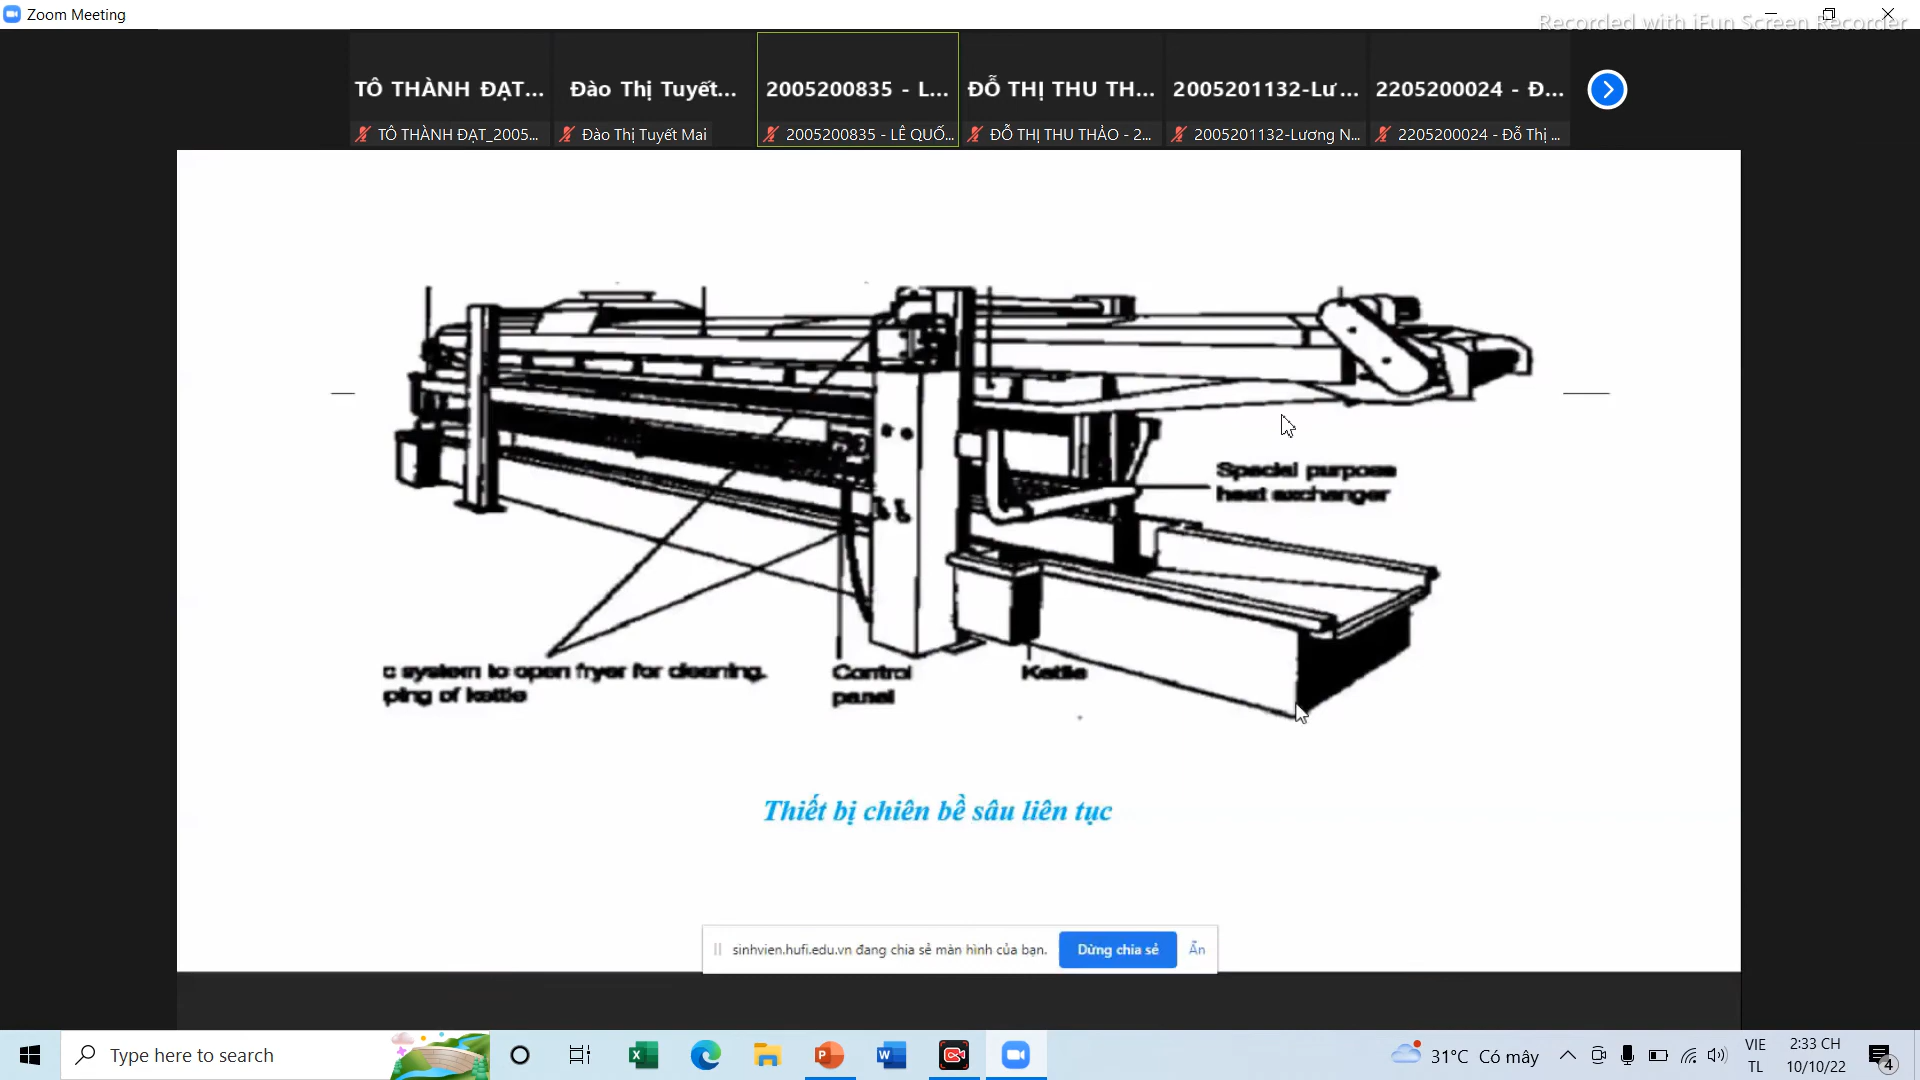 Zoom Meeting
Recorded with iFun Screen Recorder
TÔ THÀNH ĐẠT... Đào Thị Tuyết... 2005200835 - L... ĐỖ THỊ THU TH... 2005201132-Lư... 2205200024 - Đ...
TÔ THÀNH ĐẠT_2005... Đào Thị Tuyết Mai 2005200835 - LÊ QUỐ... ĐỖ THỊ THU THẢO - 2... 2005201132-Lương N... 2205200024 - Đỗ Thị ...
Special purpose
heat exchanger
c system to open fryer for cleaning.
ping of kettle
Control
panel
Kettle
Thiết bị chiên bề sâu liên tục
sinhvien.hufi.edu.vn đang chia sẻ màn hình của bạn. Dừng chia sẻ Ẩn
Type here to search
31°C Có mây
VIE
TL
2:33 CH
10/10/22
4